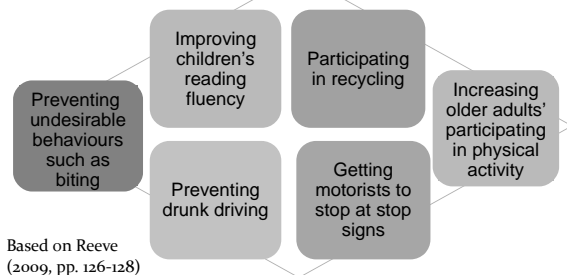 Improving
children's
reading
fluency
Participating
in recycling
Preventing
undesirable
behaviours
such as
biting
Increasing
older adults'
participating
in physical
activity
Preventing
drunk driving
Getting
motorists to
stop at stop
signs
Based on Reeve
(2009, pp. 126-128)